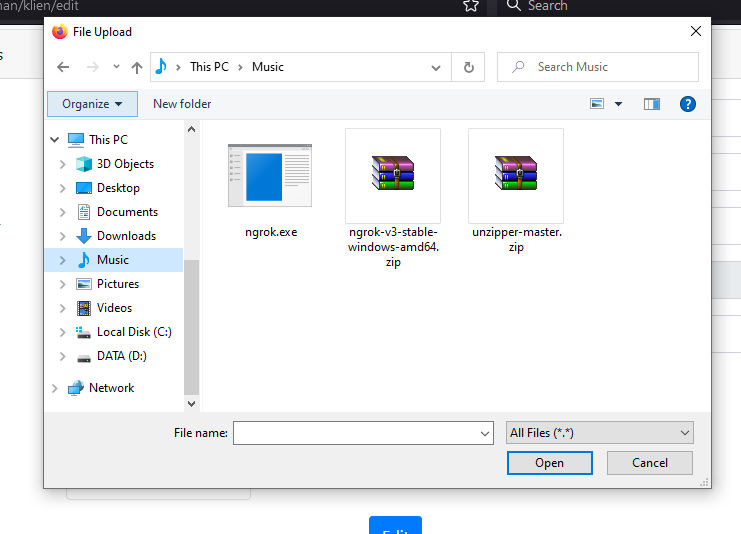 nan/klien/edit
Search
File Upload
This PC
Music
Search Music
Organize
New folder
This PC
3D Objects
Desktop
Documents
Downloads
Music
Pictures
Videos
Local Disk (C:)
DATA (D:)
Network
ngrok.exe
ngrok-v3-stable-
windows-amd64.
zip
unzipper-master.
zip
File name:
All Files (*.*)
Open
Cancel
Edit